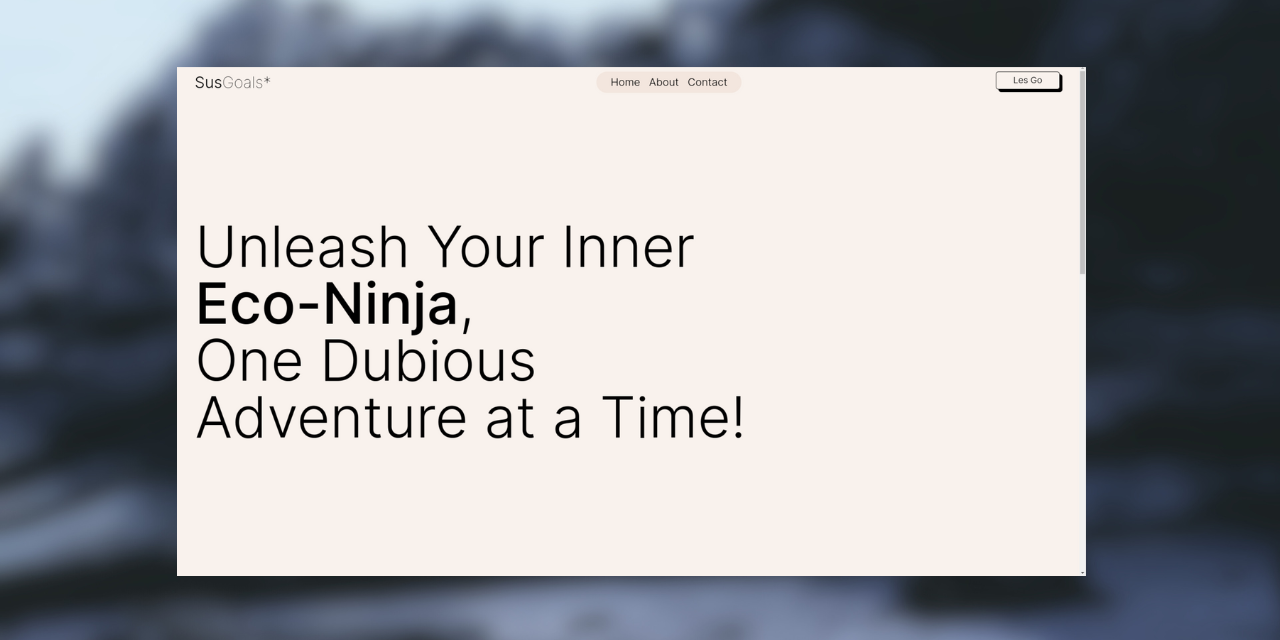 SusGoals*
Home About Contact
Les Go
Unleash Your Inner
Eco-Ninja,
One Dubious
Adventure at a Time!